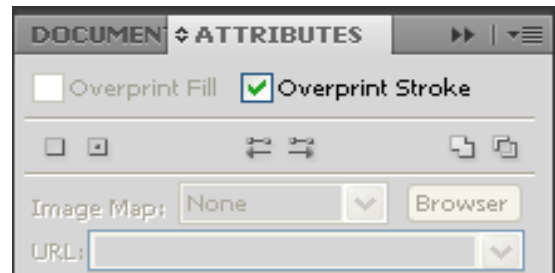 DOCUMEN ATTRIBUTES
Overprint Fill Overprint Stroke
Image Map: None Browser
URL: